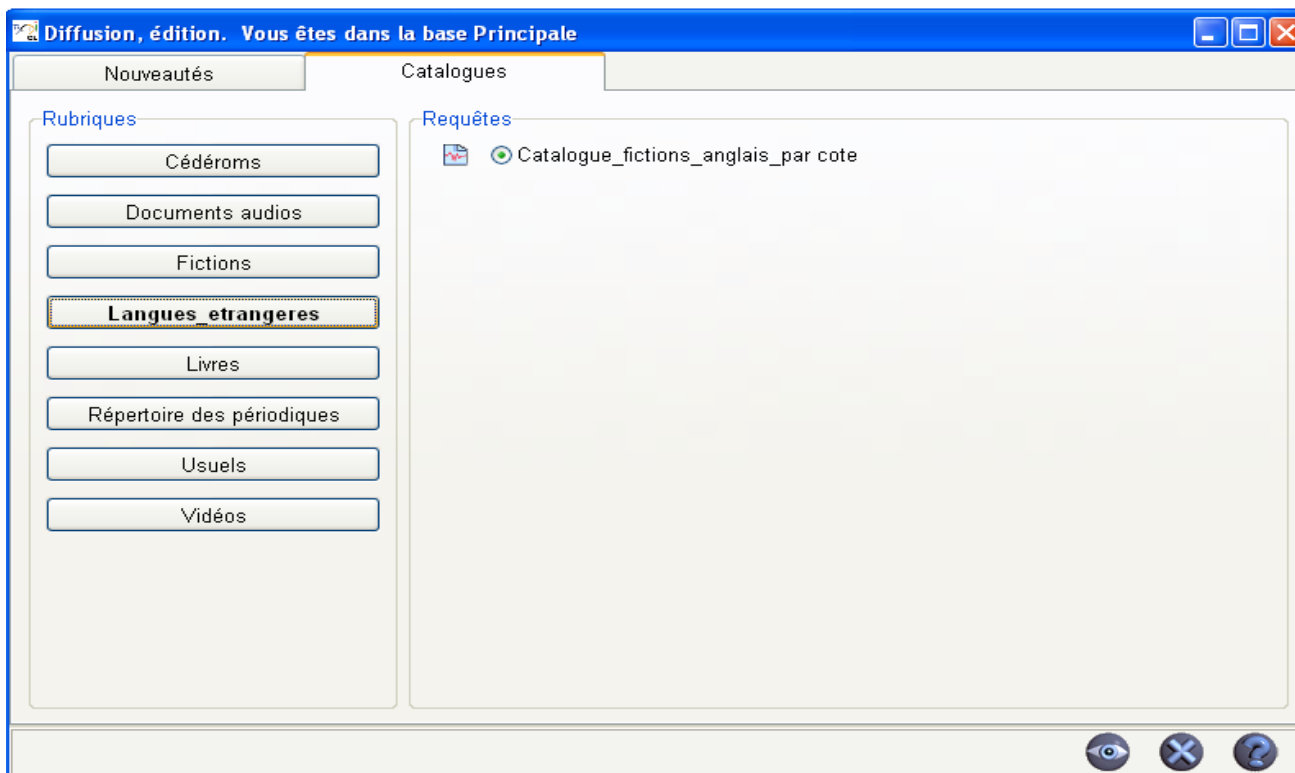 Diffusion, édition. Vous êtes dans la base Principale
Nouveautés
Catalogues
Rubriques
Cédéroms
Documents audios
Fictions
Langues_etrangeres
Livres
Répertoire des périodiques
Usuels
Vidéos
Requêtes
Catalogue_fictions_anglais_par cote